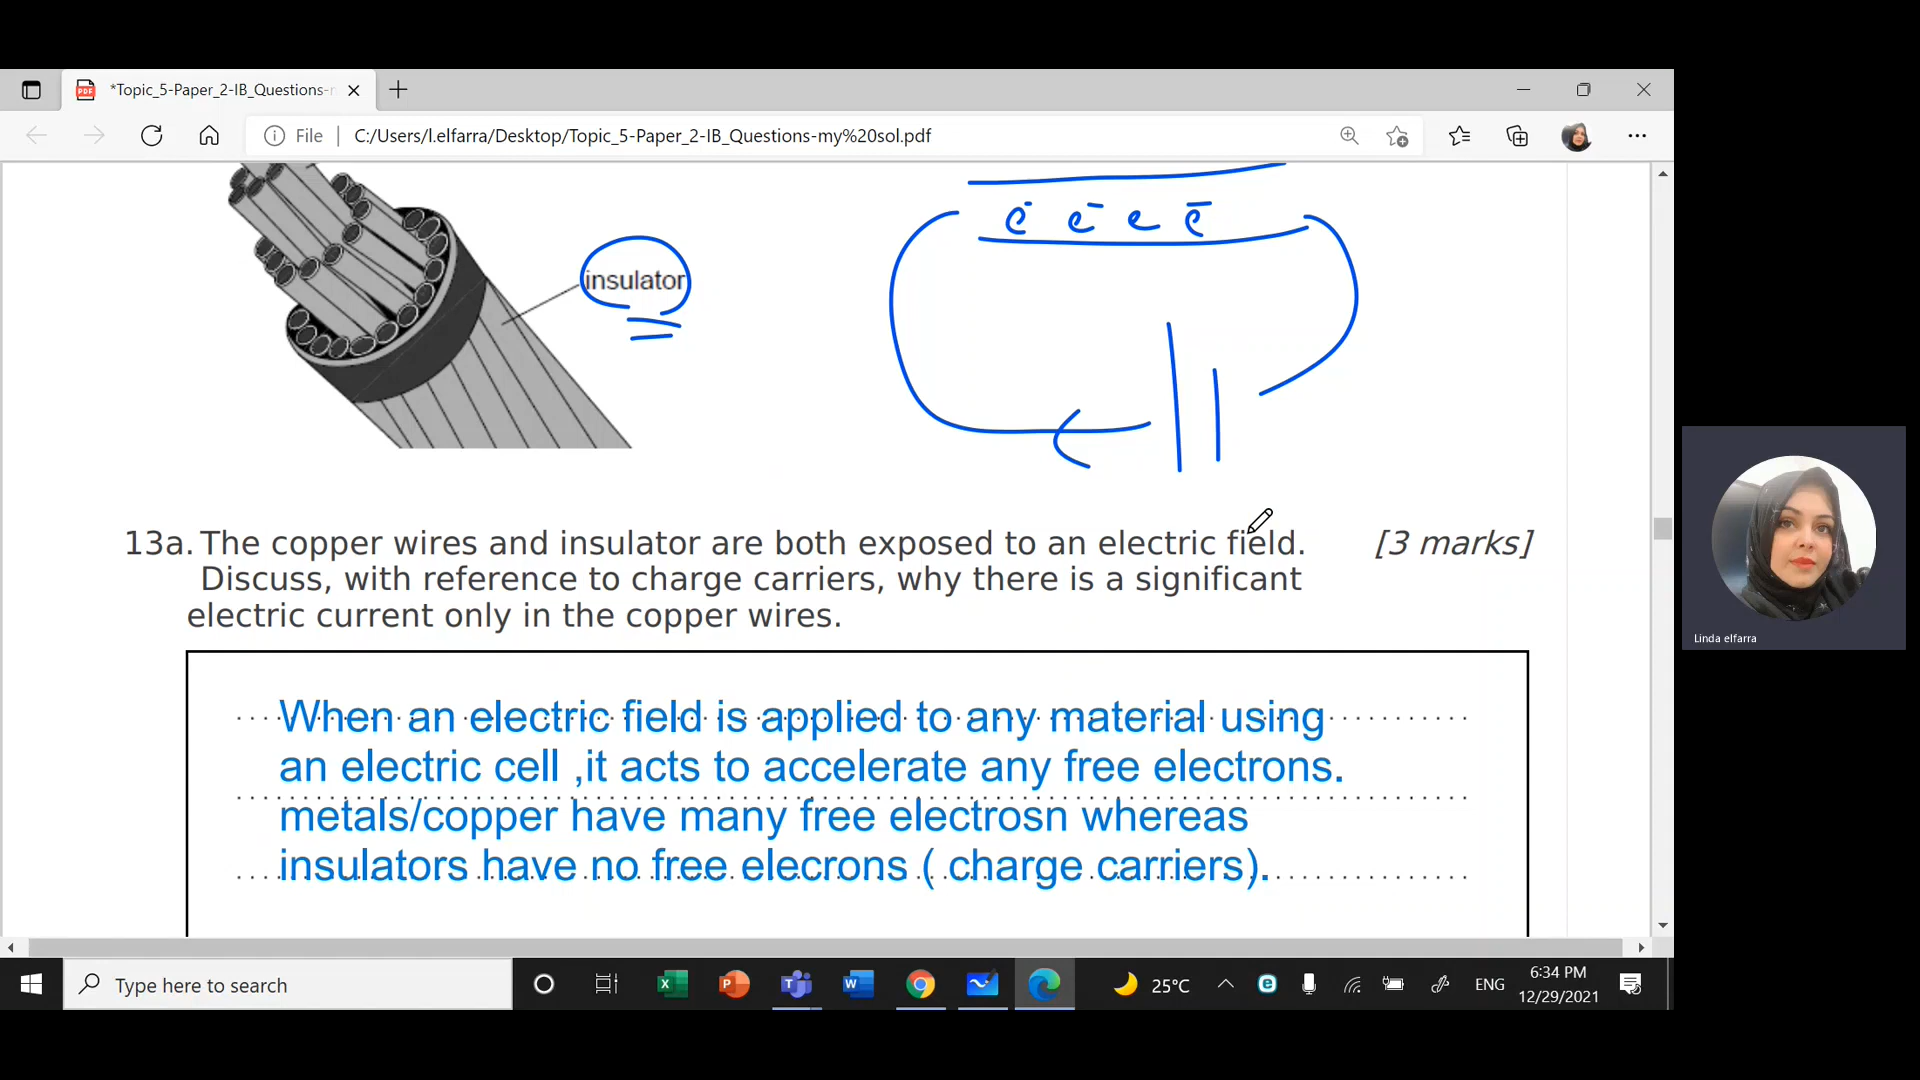 *Topic_5-Paper_2-IB_Questions-
File
C:/Users/l.elfarra/Desktop/Topic_5-Paper_2-IB_Questions-my%20sol.pdf
e⁻ e⁻ e e⁻
insulator
13a. The copper wires and insulator are both exposed to an electric field. [3 marks]
Discuss, with reference to charge carriers, why there is a significant
electric current only in the copper wires.
When an electric field is applied to any material using
an electric cell ,it acts to accelerate any free electrons.
metals/copper have many free electrosn whereas
insulators have no free elecrons ( charge carriers).
Linda elfarra
Type here to search
25°C
ENG
6:34 PM
12/29/2021